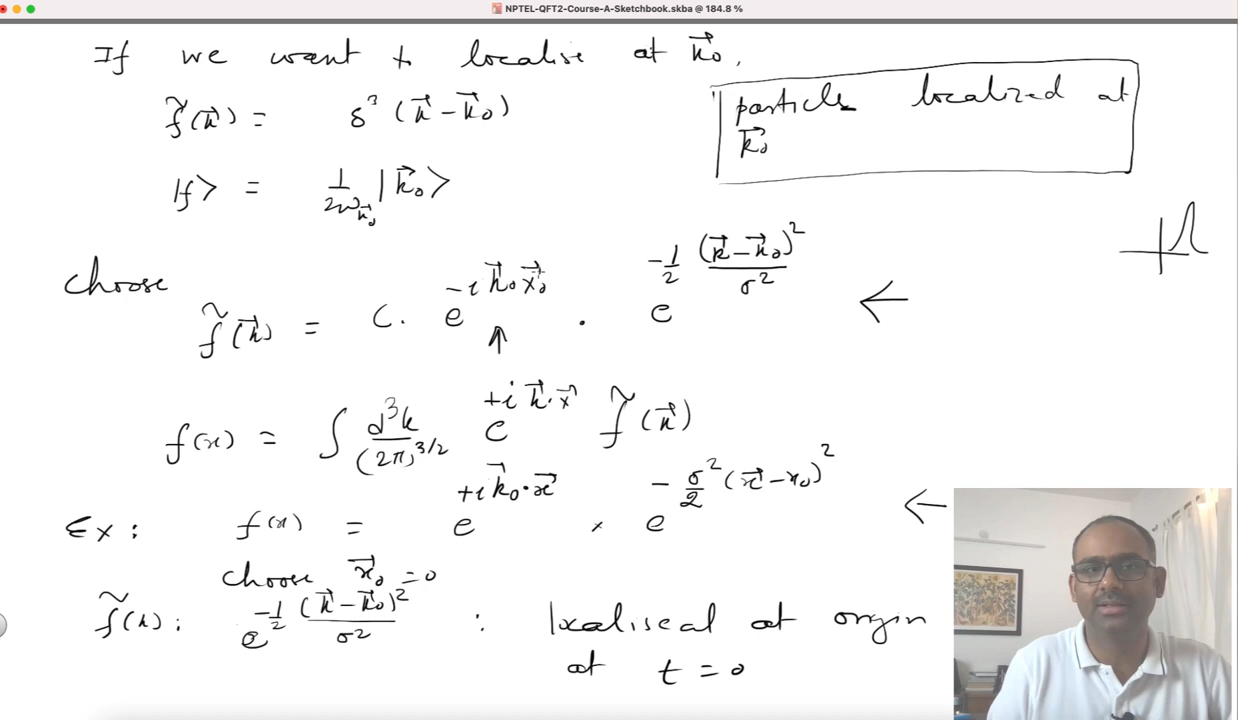 NPTEL-QFT2-Course-A-Sketchbook.skba @ 184.8 %
If we want to localise at k⃗₀.
f̃(k⃗) = δ³(k⃗ - k⃗₀)
particle localized at
k⃗₀
|f> = 1/(2ω_k⃗₀) |k⃗₀>
choose
f̃(k⃗) = C. e^{-i k⃗₀ x⃗₀} . e^{-1/2 (k⃗ - k⃗₀)²/σ²} ←
↑
f(x) = ∫ d³k/(2π)^{3/2} e^{+i k⃗·x⃗} f̃(k⃗)
Ex: f(x) = e^{+i k⃗₀·x⃗} × e^{-σ²/2 (x⃗ - x₀)²} ←
choose x⃗₀ = 0
f̃(k): e^{-1/2 (k⃗ - k⃗₀)²/σ²} : localised at orgin
at t = 0